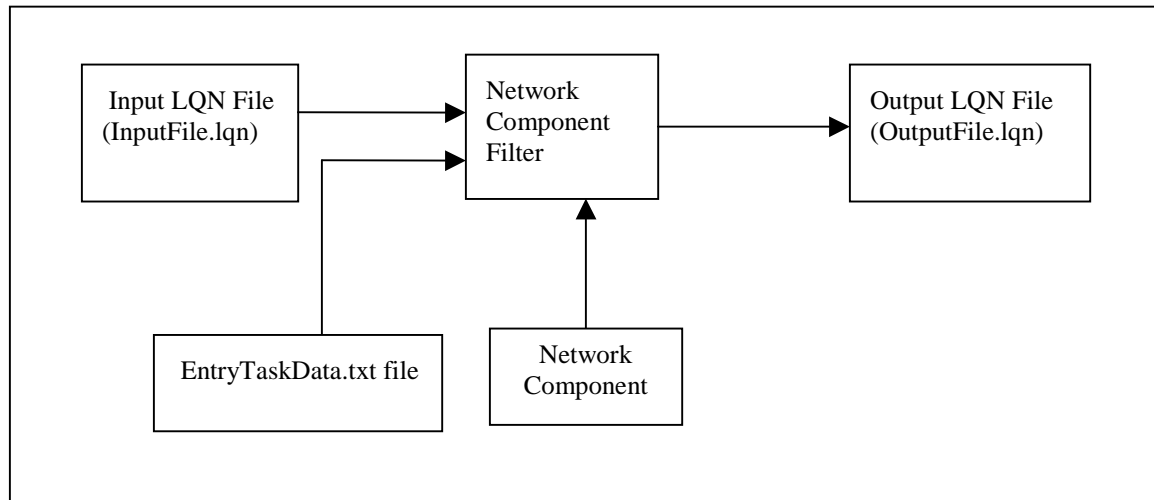 Input LQN File
(InputFile.lqn)
Network
Component
Filter
Output LQN File
(OutputFile.lqn)
EntryTaskData.txt file
Network
Component